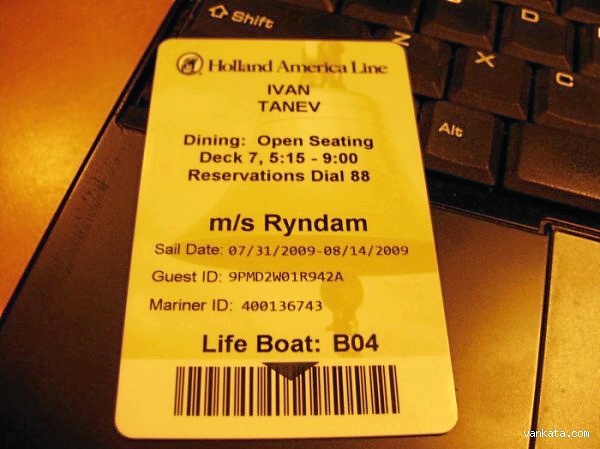 Shift
Holland America Line
IVAN
TANEV
Dining: Open Seating
Deck 7, 5:15 - 9:00
Reservations Dial 88
m/s Ryndam
Sail Date: 07/31/2009-08/14/2009
Guest ID: 9PMD2W01R942A
Mariner ID: 400136743
Life Boat: B04
Z
X
C
D
Alt
vankata.com